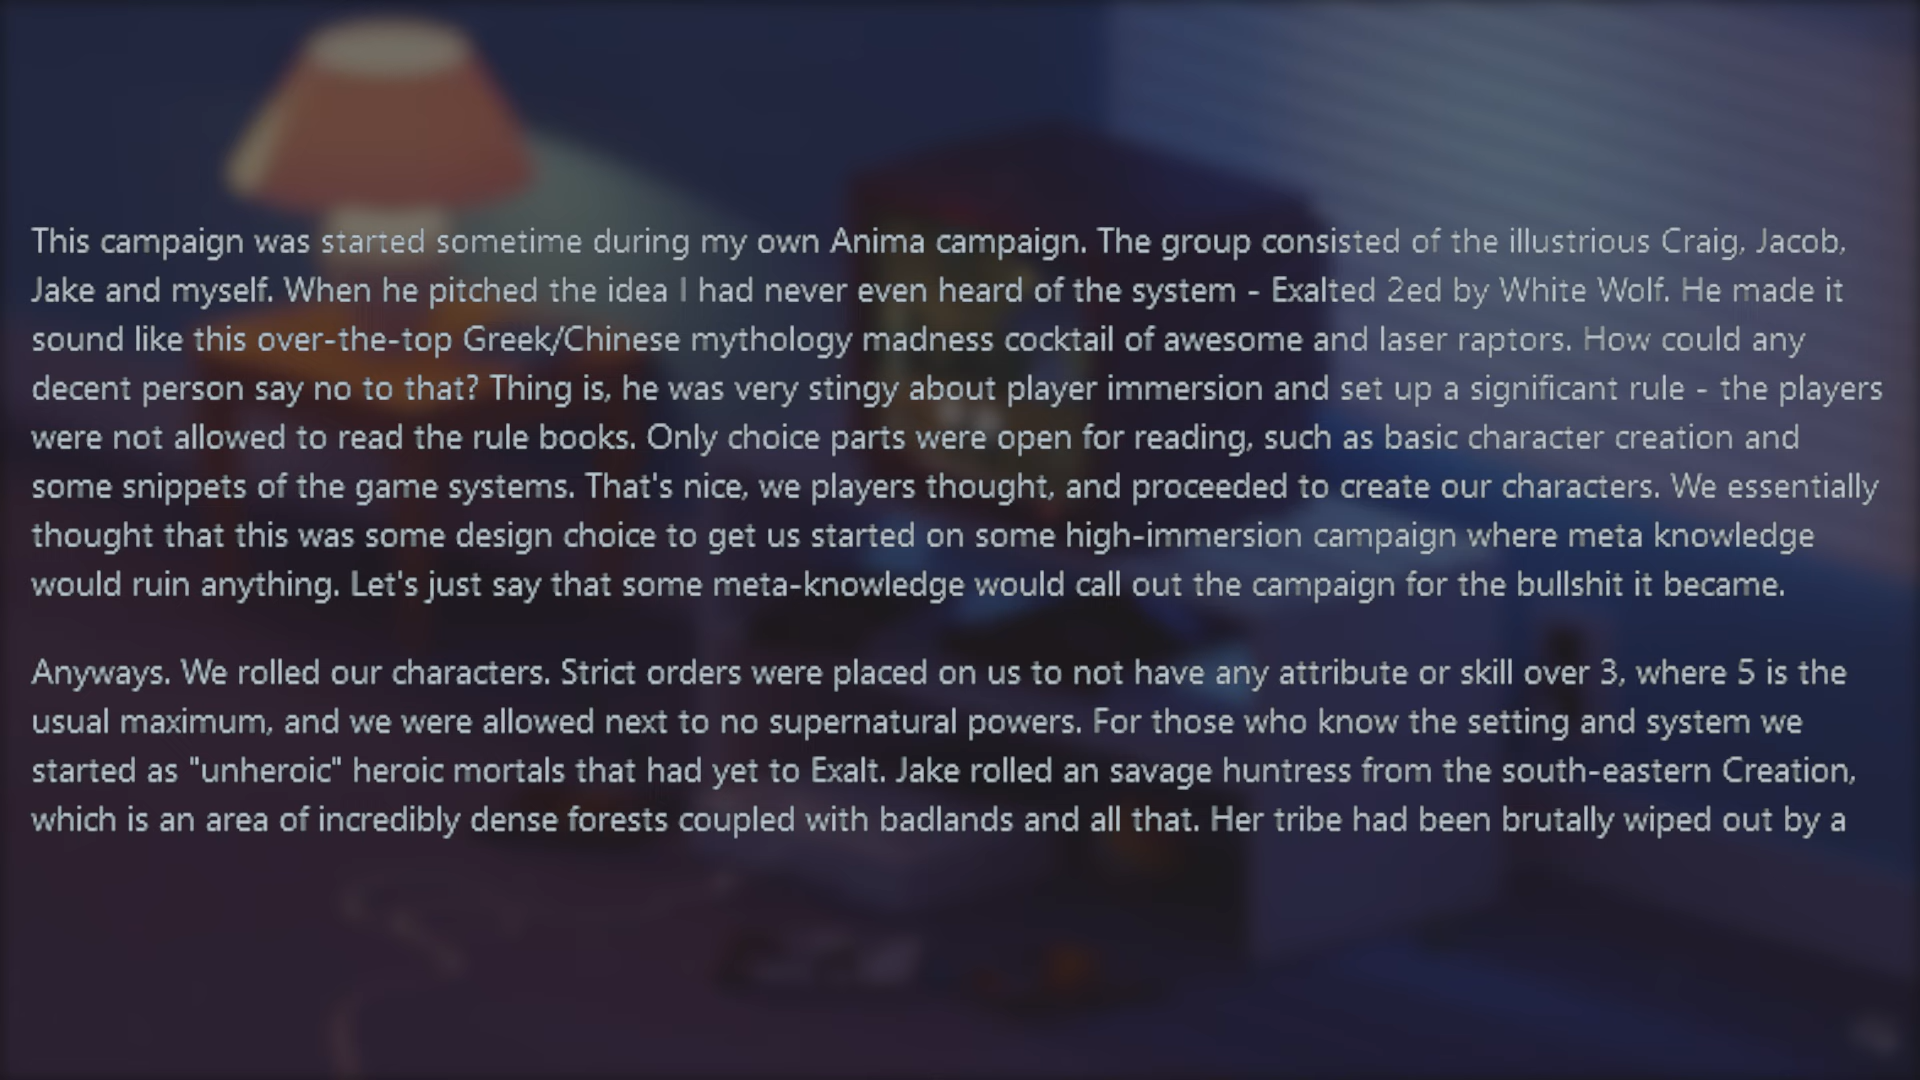 This campaign was started sometime during my own Anima campaign. The group consisted of the illustrious Craig, Jacob,
Jake and myself. When he pitched the idea I had never even heard of the system - Exalted 2ed by White Wolf. He made it
sound like this over-the-top Greek/Chinese mythology madness cocktail of awesome and laser raptors. How could any
decent person say no to that? Thing is, he was very stingy about player immersion and set up a significant rule - the players
were not allowed to read the rule books. Only choice parts were open for reading, such as basic character creation and
some snippets of the game systems. That's nice, we players thought, and proceeded to create our characters. We essentially
thought that this was some design choice to get us started on some high-immersion campaign where meta knowledge
would ruin anything. Let's just say that some meta-knowledge would call out the campaign for the bullshit it became.
Anyways. We rolled our characters. Strict orders were placed on us to not have any attribute or skill over 3, where 5 is the
usual maximum, and we were allowed next to no supernatural powers. For those who know the setting and system we
started as "unheroic" heroic mortals that had yet to Exalt. Jake rolled an savage huntress from the south-eastern Creation,
which is an area of incredibly dense forests coupled with badlands and all that. Her tribe had been brutally wiped out by a